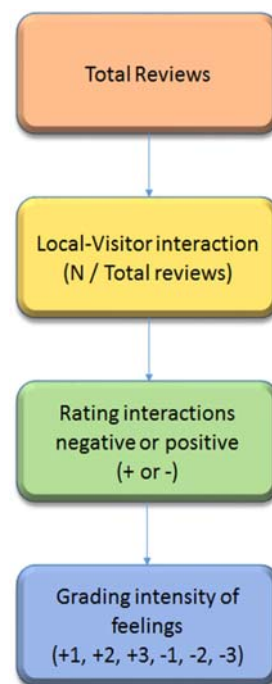 Total Reviews
Local-Visitor interaction
(N / Total reviews)
Rating interactions
negative or positive
(+ or -)
Grading intensity of
feelings
(+1, +2, +3, -1, -2, -3)